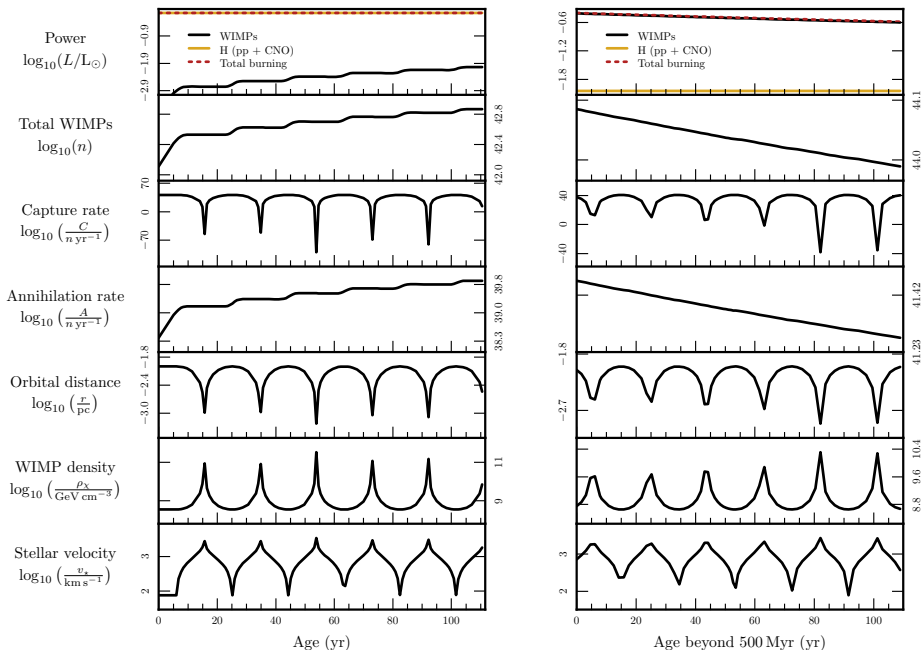 Power
log₁₀(L/L⊙)
−0.9
−1.9
−2.9
WIMPs
H (pp + CNO)
Total burning
−0.6
−1.2
−1.8
WIMPs
H (pp + CNO)
Total burning
Total WIMPs
log₁₀(n)
42.8
42.4
42.0
44.1
44.0
Capture rate
log₁₀(C/n yr⁻¹)
70
0
−70
40
0
−40
Annihilation rate
log₁₀(A/n yr⁻¹)
39.8
39.0
38.3
41.42
41.23
Orbital distance
log₁₀(r/pc)
−1.8
−2.4
−3.0
−1.8
−2.7
WIMP density
log₁₀(ρχ/GeV cm⁻³)
11
9
10.4
9.6
8.8
Stellar velocity
log₁₀(v⋆/km s⁻¹)
3
2
3
2
0 20 40 60 80 100
0 20 40 60 80 100
Age (yr)
Age beyond 500 Myr (yr)